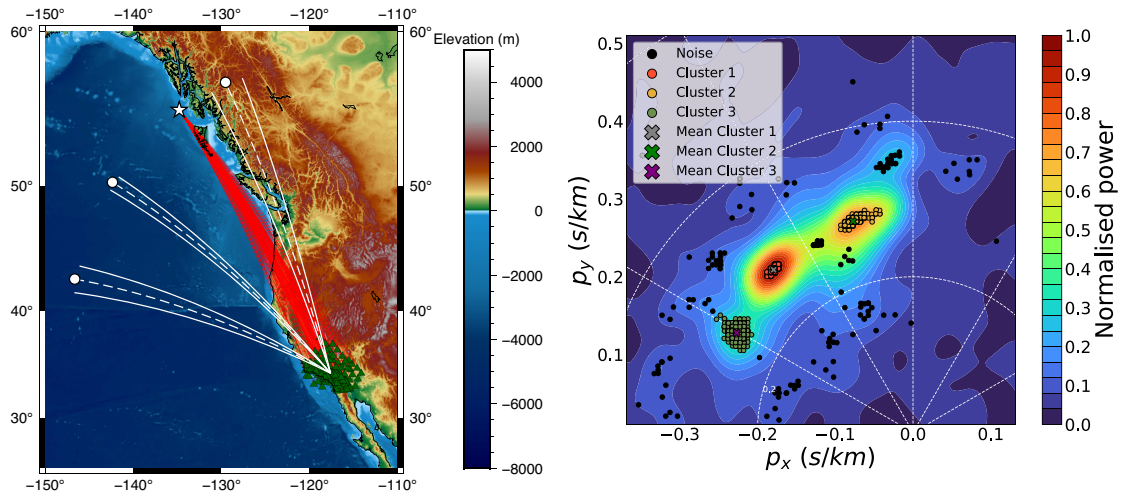 −150° −140° −130° −120° −110°
60° 60°
50° 50°
40° 40°
30° 30°
−150° −140° −130° −120° −110°
Elevation (m)
4000
2000
0
−2000
−4000
−6000
−8000
Noise
Cluster 1
Cluster 2
Cluster 3
Mean Cluster 1
Mean Cluster 2
Mean Cluster 3
0.5
0.4
0.3
0.2
0.1
p_y (s/km)
0.2
−0.3 −0.2 −0.1 0.0 0.1
p_x (s/km)
1.0
0.9
0.8
0.7
0.6
0.5
0.4
0.3
0.2
0.1
0.0
Normalised power